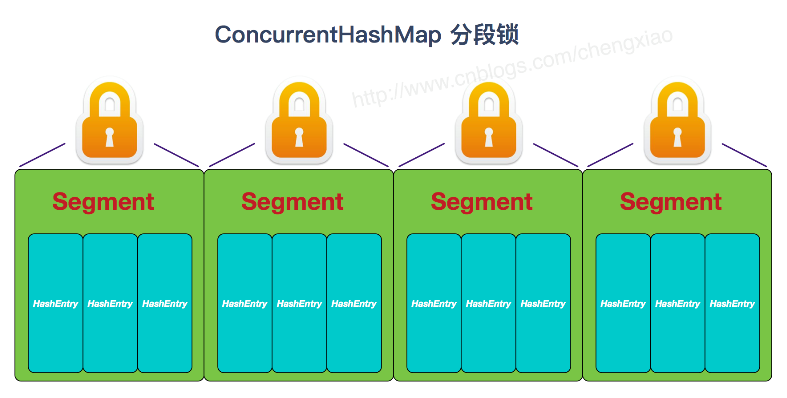 ConcurrentHashMap 分段锁
http://www.cnblogs.com/chengxiao
Segment Segment Segment Segment
HashEntry HashEntry HashEntry HashEntry HashEntry HashEntry HashEntry HashEntry HashEntry HashEntry HashEntry HashEntry